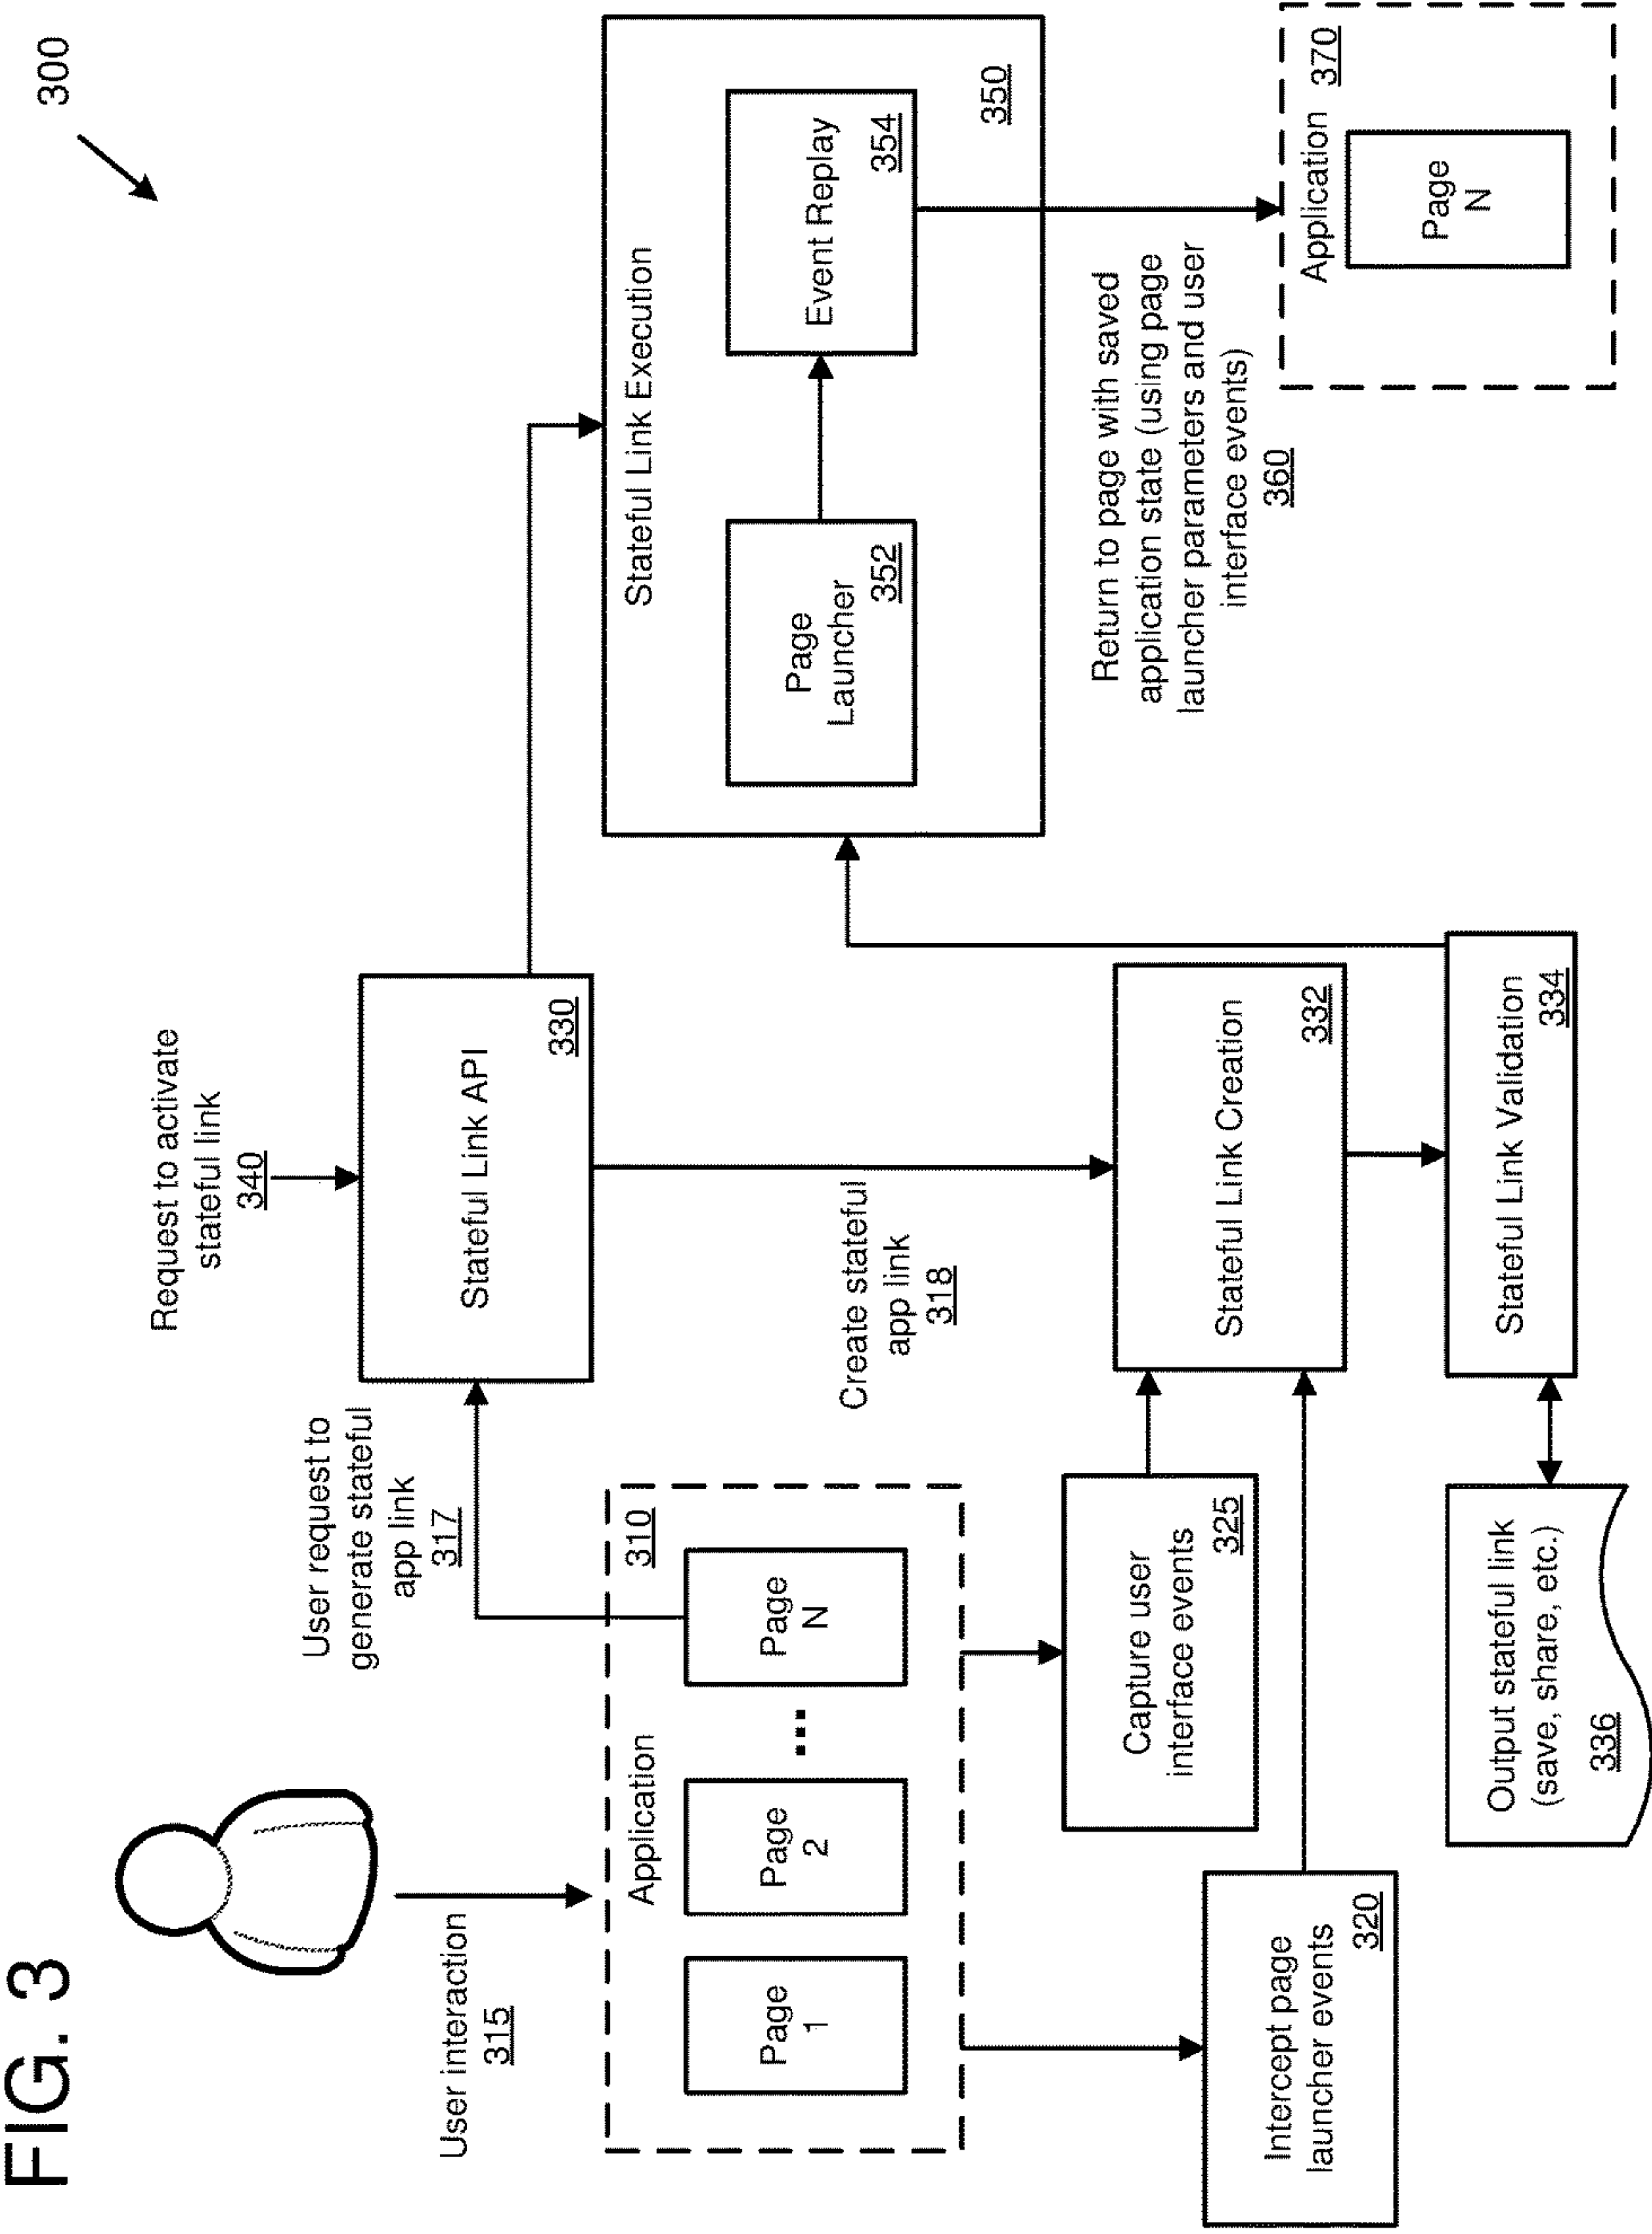 FIG. 3
300
User interaction
315
User request to
generate stateful
app link
317
Request to activate
stateful link
340
Application
310
Page
1
Page
2
...
Page
N
Stateful Link API
330
Create stateful
app link
318
Intercept page
launcher events
320
Capture user
interface events
325
Stateful Link Creation
332
Stateful Link Validation
334
Output stateful link
(save, share, etc.)
336
Stateful Link Execution
350
Page
Launcher
352
Event Replay
354
Return to page with saved
application state (using page
launcher parameters and user
interface events)
360
Application
370
Page
N